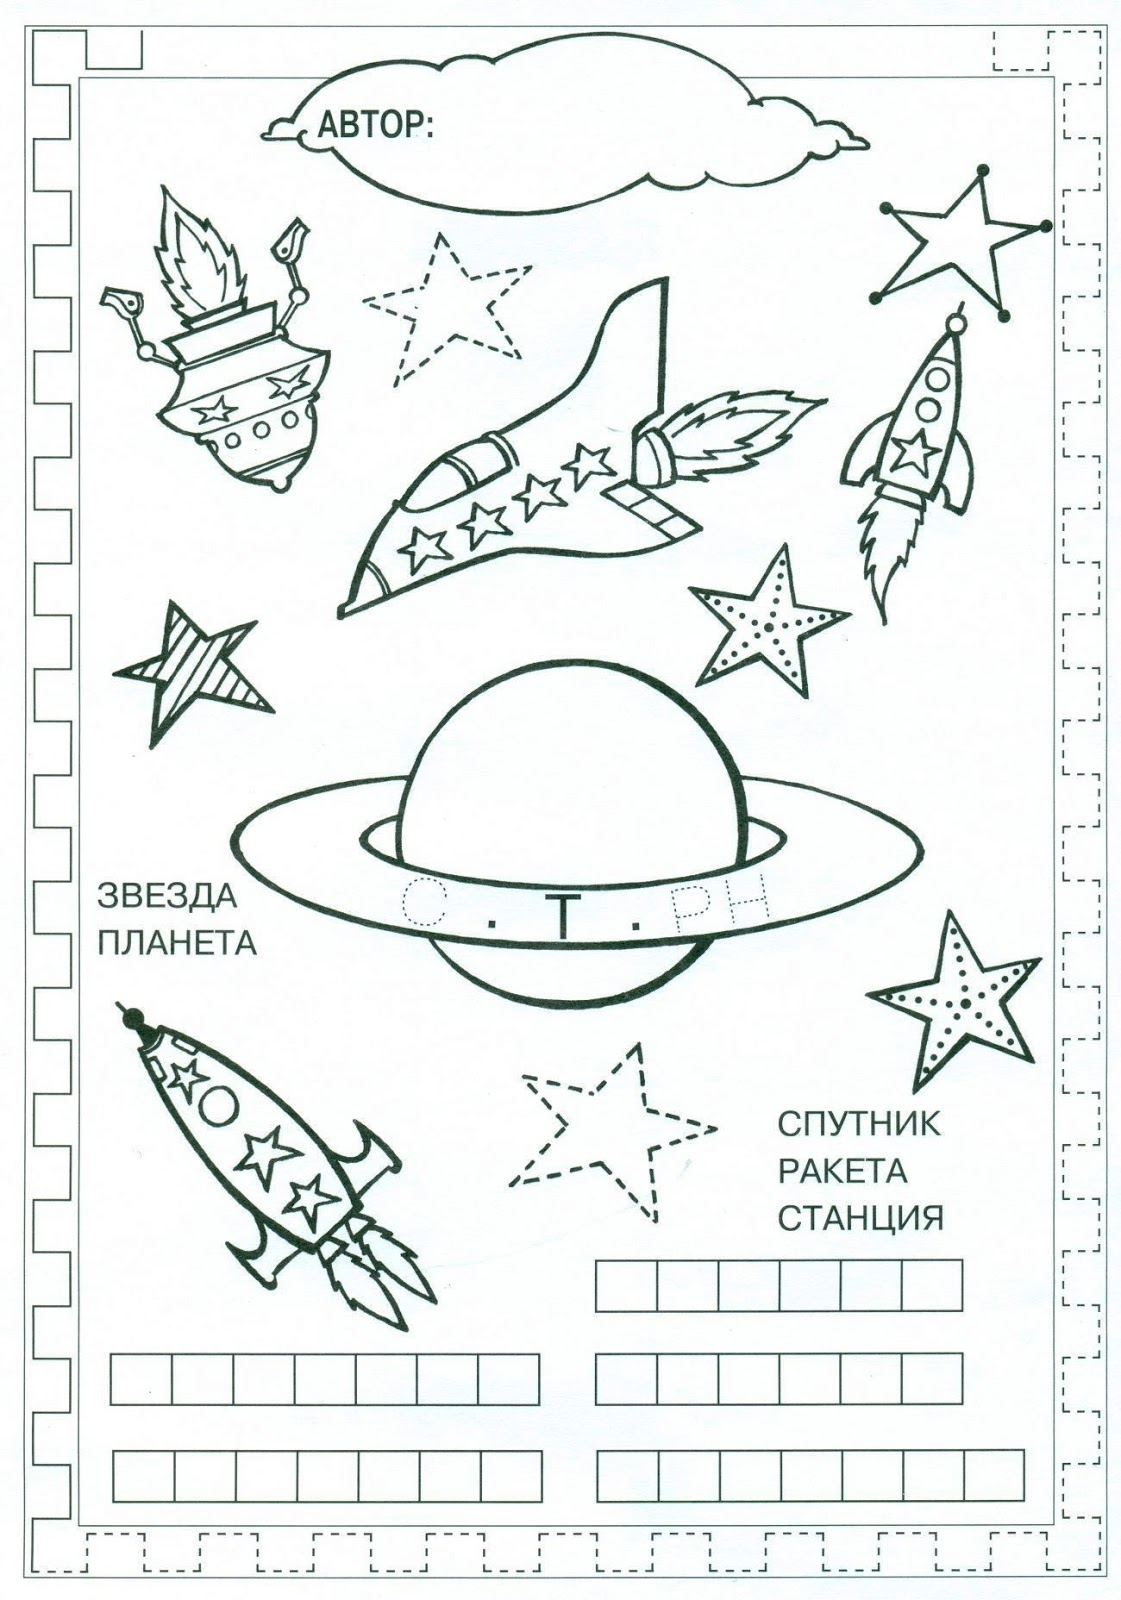 АВТОР:
С . Т . РН
ЗВЕЗДА
ПЛАНЕТА
СПУТНИК
РАКЕТА
СТАНЦИЯ